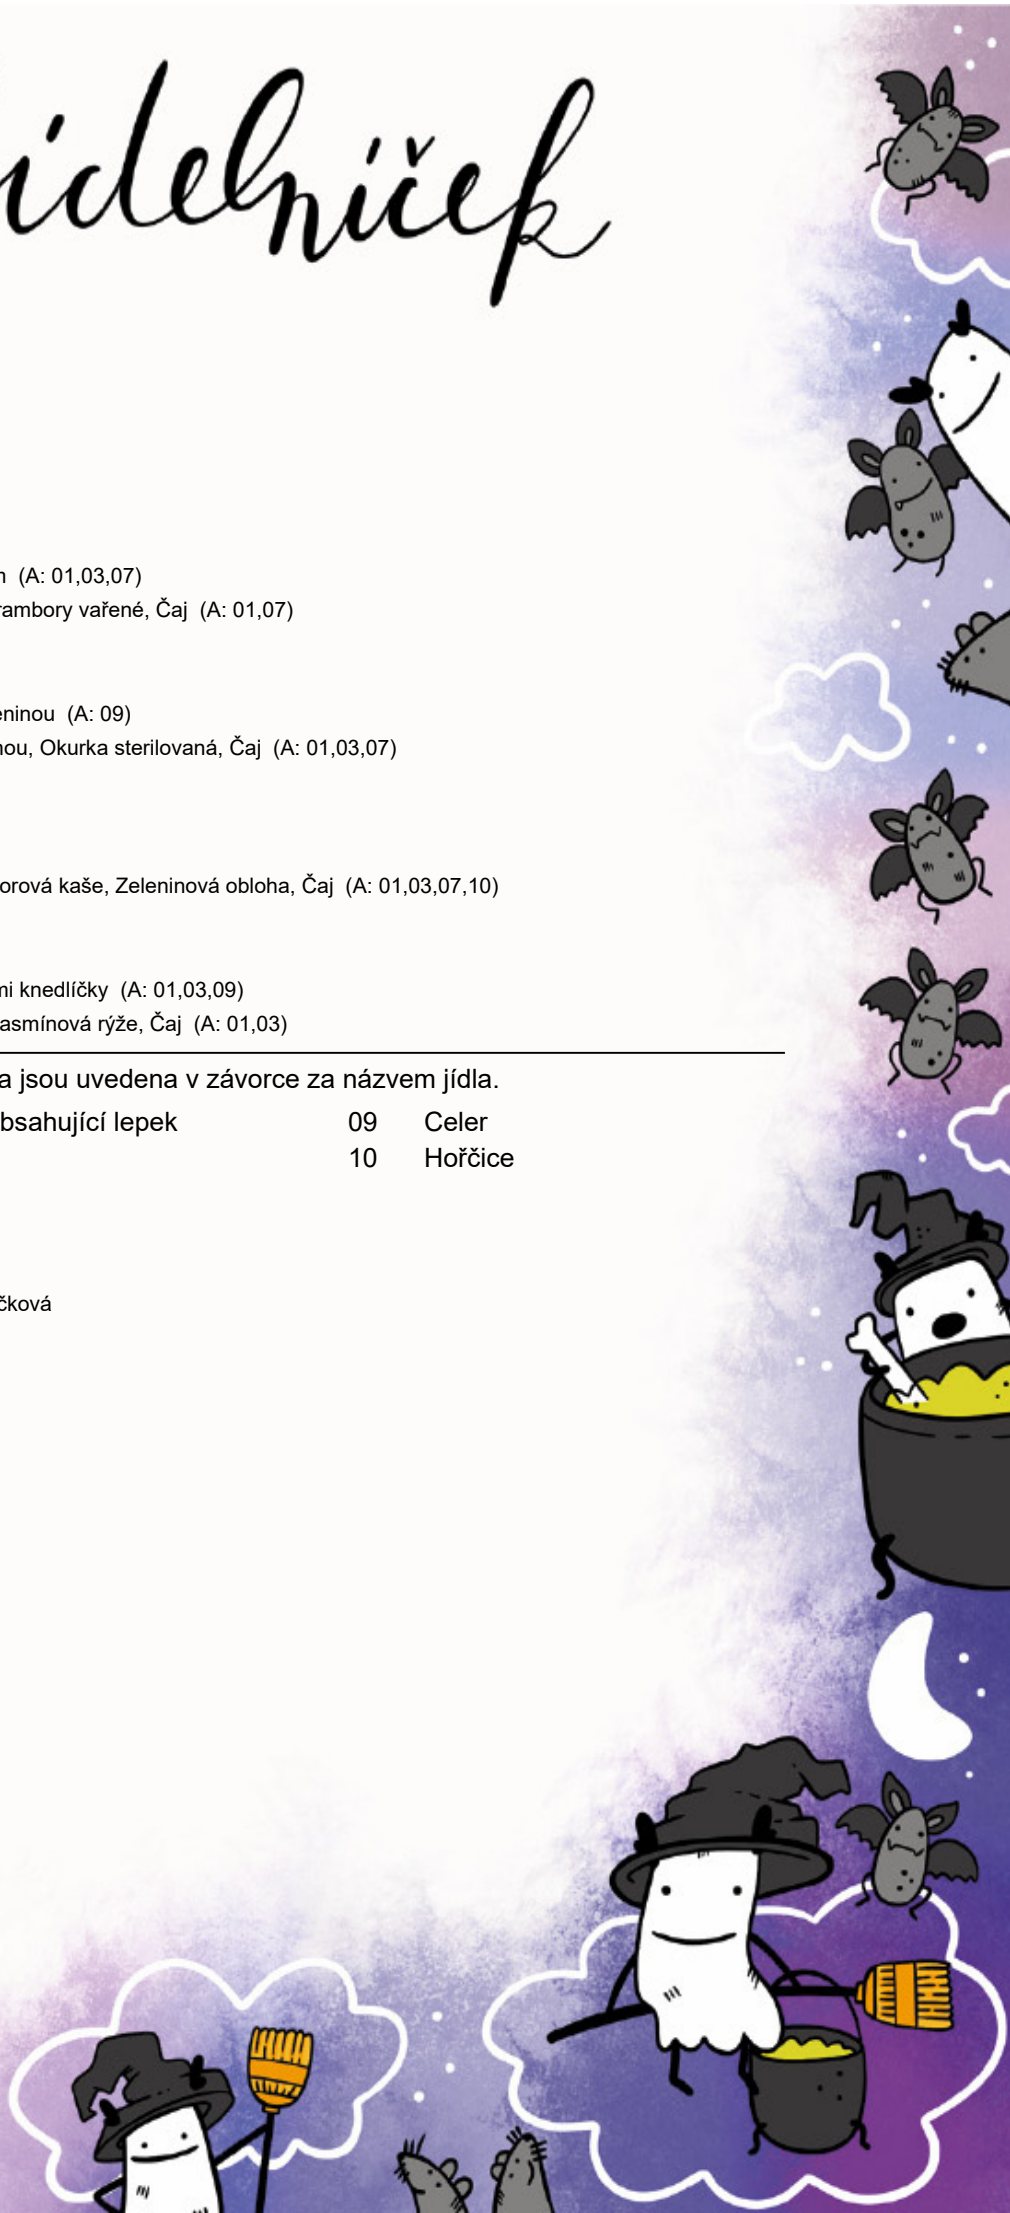 ídelníček
(A: 01,03,07)
rambory vařené, Čaj (A: 01,07)
eninou (A: 09)
nou, Okurka sterilovaná, Čaj (A: 01,03,07)
orová kaše, Zeleninová obloha, Čaj (A: 01,03,07,10)
mi knedlíčky (A: 01,03,09)
asmínová rýže, Čaj (A: 01,03)
a jsou uvedena v závorce za názvem jídla.
bsahující lepek 09 Celer
10 Hořčice
čková